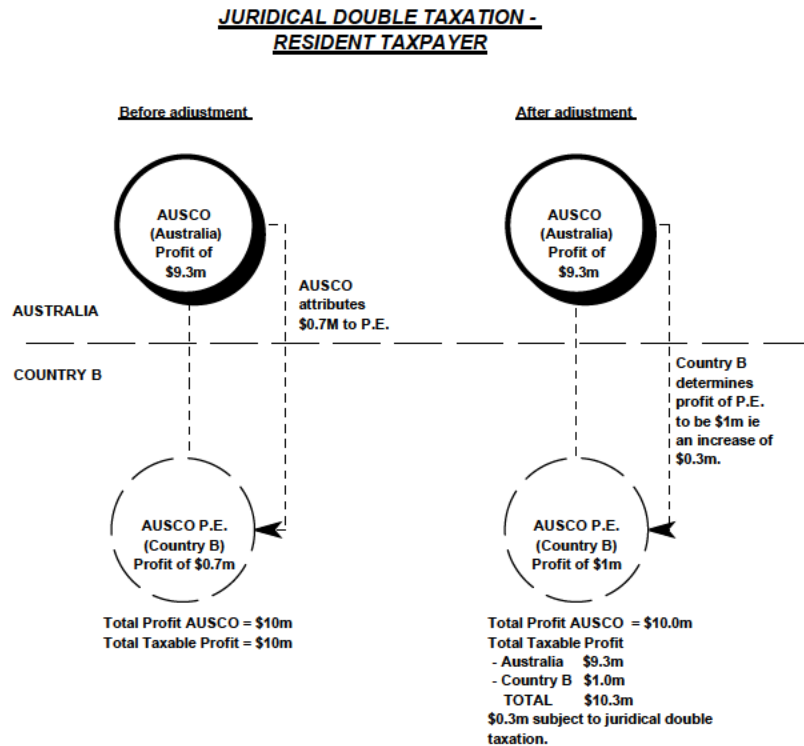 JURIDICAL DOUBLE TAXATION -
RESIDENT TAXPAYER
Before adjustment
After adjustment
AUSCO
(Australia)
Profit of
$9.3m
AUSCO
attributes
$0.7M to P.E.
AUSCO
(Australia)
Profit of
$9.3m
AUSTRALIA
COUNTRY B
Country B
determines
profit of P.E.
to be $1m ie
an increase of
$0.3m.
AUSCO P.E.
(Country B)
Profit of $0.7m
AUSCO P.E.
(Country B)
Profit of $1m
Total Profit AUSCO = $10m
Total Taxable Profit = $10m
Total Profit AUSCO = $10.0m
Total Taxable Profit
- Australia $9.3m
- Country B $1.0m
TOTAL $10.3m
$0.3m subject to juridical double
taxation.